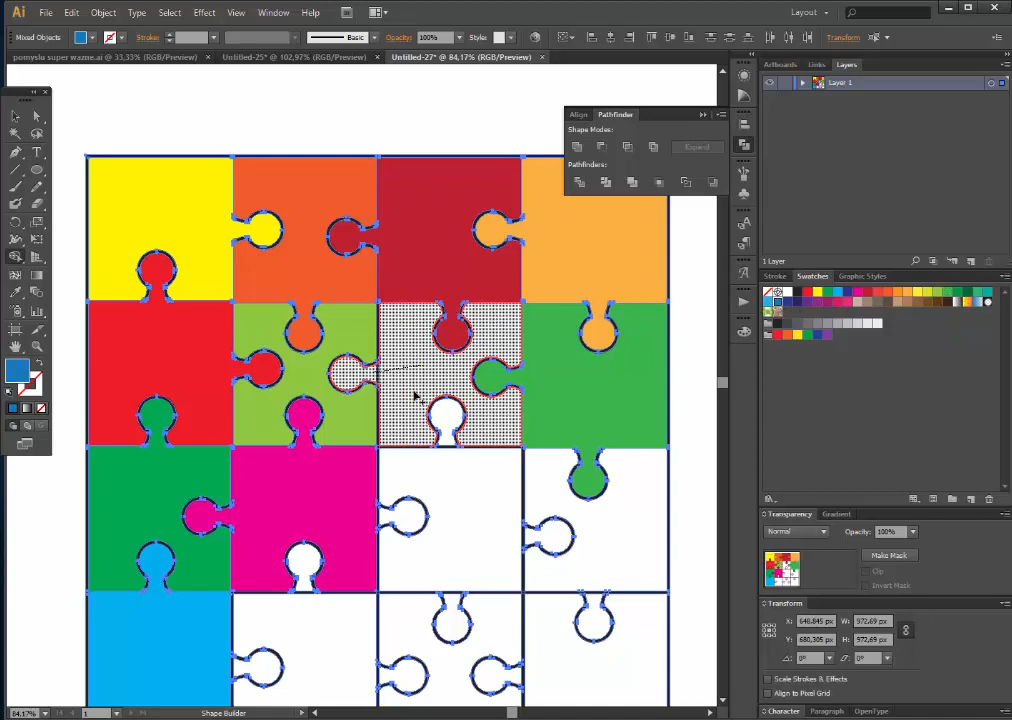 Ai File Edit Object Type Select Effect View Window Help Layout
Mixed Objects Stroke: Basic Opacity: 100% Style: Transform
pomyslu super wazne.ai @ 33,33% (RGB/Preview) × Untitled-25* @ 102,97% (RGB/Preview) × Untitled-27* @ 84,17% (RGB/Preview) ×
Artboards Links Layers
Layer 1
Align Pathfinder
Shape Modes:
Expand
Pathfinders:
1 Layer
Stroke Swatches Graphic Styles
Transparency Gradient
Normal Opacity: 100%
Make Mask
Clip
Invert Mask
Transform
X: 648,845 px W: 972,69 px
Y: 680,305 px H: 972,69 px
0° 0°
Scale Strokes & Effects
Align to Pixel Grid
Character Paragraph OpenType
84,17% 1 Shape Builder